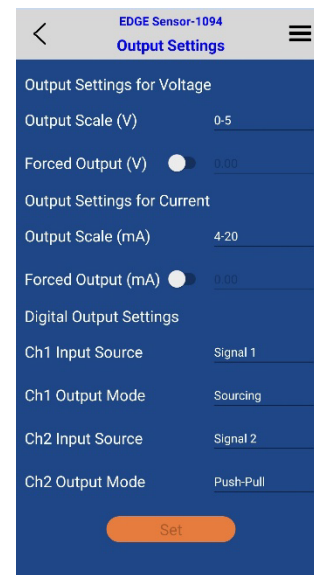 EDGE Sensor-1094
Output Settings
Output Settings for Voltage
Output Scale (V) 0-5
Forced Output (V) 0.00
Output Settings for Current
Output Scale (mA) 4-20
Forced Output (mA) 0.00
Digital Output Settings
Ch1 Input Source Signal 1
Ch1 Output Mode Sourcing
Ch2 Input Source Signal 2
Ch2 Output Mode Push-Pull
Set